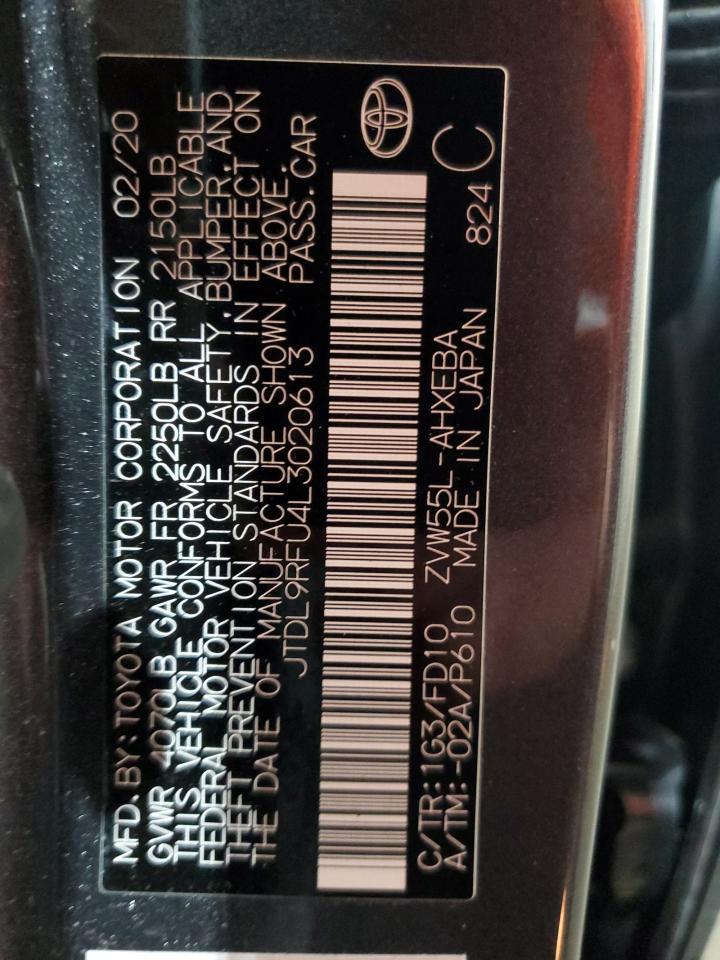 MFD. BY: TOYOTA MOTOR CORPORATION 02/20
GVWR 4070LB GAWR FR 2250LB RR 2150LB
THIS VEHICLE CONFORMS TO ALL APPLICABLE
FEDERAL MOTOR VEHICLE SAFETY, BUMPER, AND
THEFT PREVENTION STANDARDS IN EFFECT ON
THE DATE OF MANUFACTURE SHOWN ABOVE.
JTDL9RFU4L3020613 PASS. CAR
C/TR: 1G3/FD10 ZVW55L-AHXEBA 824 C
A/TM: -02A/P610 MADE IN JAPAN